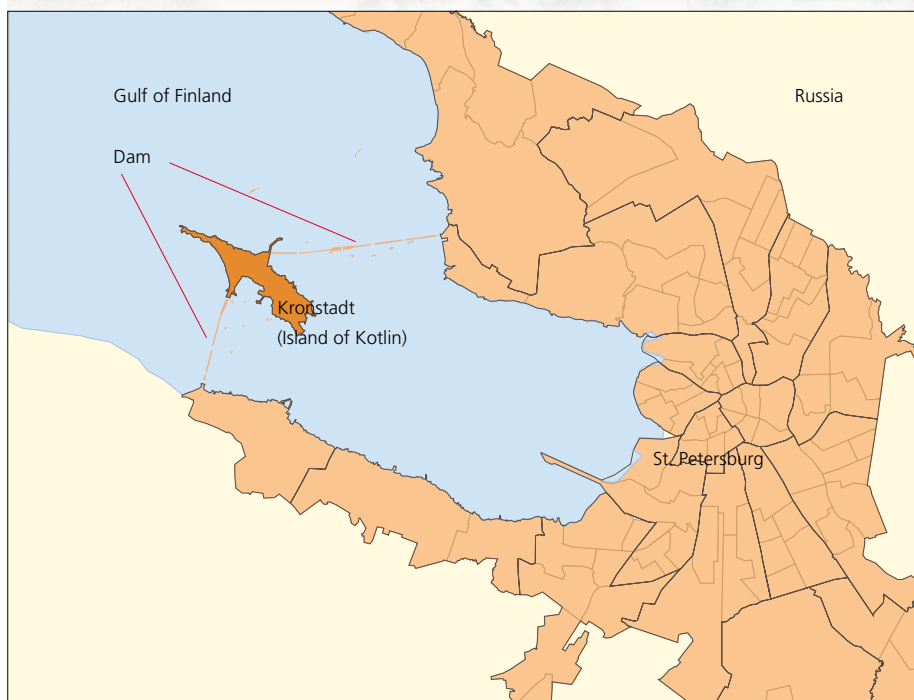 Gulf of Finland
Russia
Dam
Kronstadt
(Island of Kotlin)
St. Petersburg